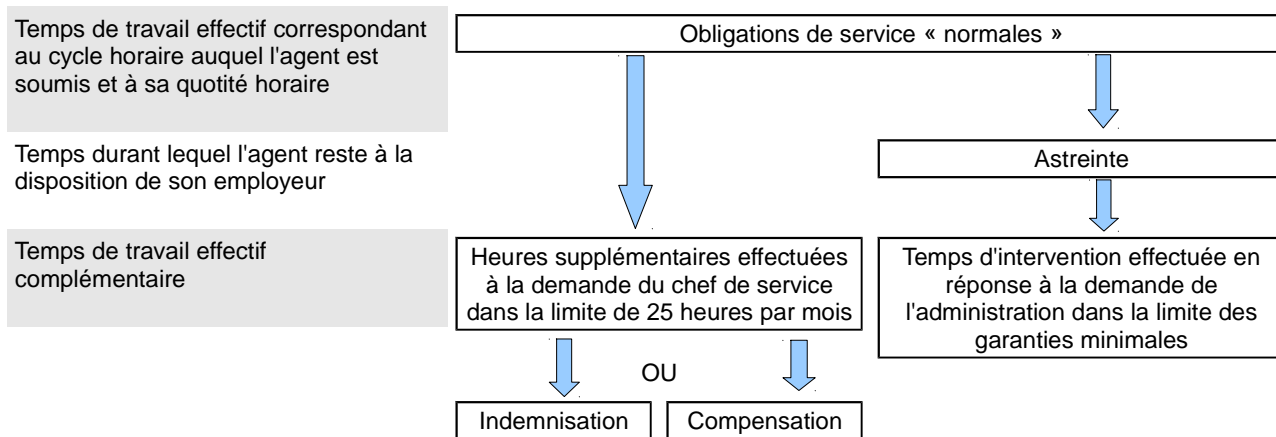 Temps de travail effectif correspondant
au cycle horaire auquel l'agent est
soumis et à sa quotité horaire
Obligations de service « normales »
Temps durant lequel l'agent reste à la
disposition de son employeur
Astreinte
Temps de travail effectif
complémentaire
Heures supplémentaires effectuées
à la demande du chef de service
dans la limite de 25 heures par mois
Temps d'intervention effectuée en
réponse à la demande de
l'administration dans la limite des
garanties minimales
OU
Indemnisation
Compensation